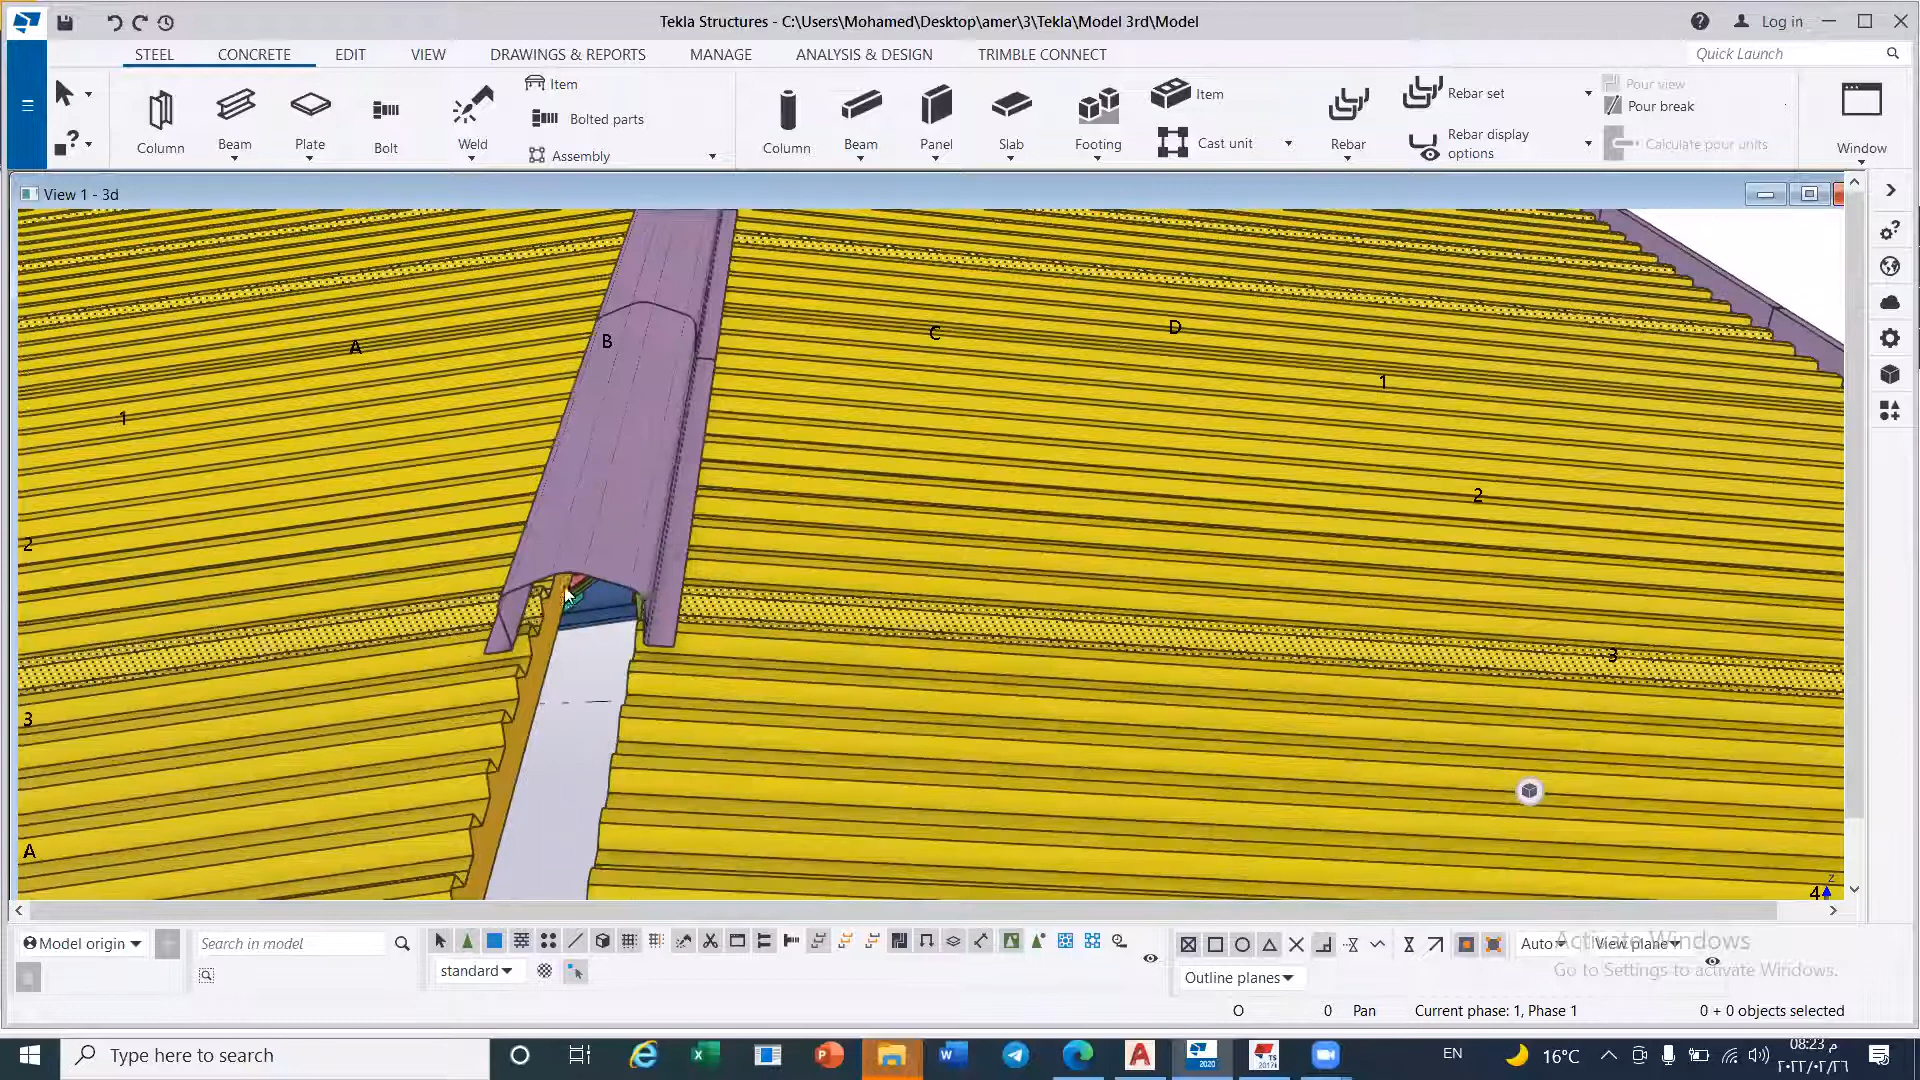 Tekla Structures - C:\Users\Mohamed\Desktop\amer\3\Tekla\Model 3rd\Model
Log in
STEEL CONCRETE EDIT VIEW DRAWINGS & REPORTS MANAGE ANALYSIS & DESIGN TRIMBLE CONNECT
Quick Launch
Column
Beam
Plate
Bolt
Weld
Item
Bolted parts
Assembly
Column
Beam
Panel
Slab
Footing
Item
Cast unit
Rebar
Rebar set
Rebar display
options
Pour view
Pour break
Calculate pour units
Window
View 1 - 3d
A
B
C
D
1
1
2
2
3
3
A
4
z
Model origin
Search in model
standard
Auto
View plane
Outline planes
Activate Windows
Go to Settings to activate Windows.
O 0 Pan Current phase: 1, Phase 1 0 + 0 objects selected
Type here to search
2020
EN
16°C
08:23 م
٢٠٢٢/٠٢/٢٦